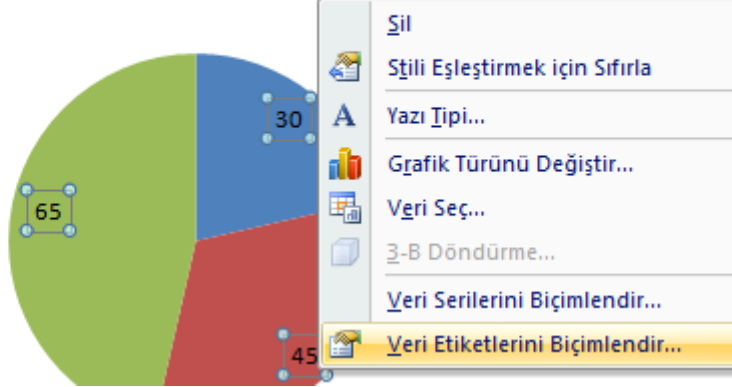 Sil
Stili Eşleştirmek için Sıfırla
Yazı Tipi...
Grafik Türünü Değiştir...
Veri Seç...
3-B Döndürme...
Veri Serilerini Biçimlendir...
Veri Etiketlerini Biçimlendir...
30
65
45